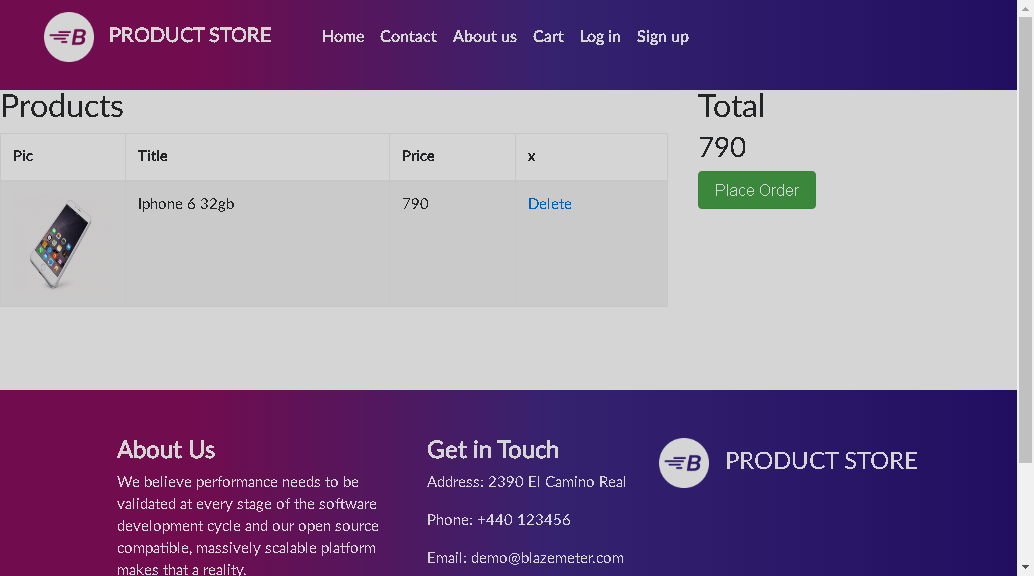 B PRODUCT STORE Home Contact About us Cart Log in Sign up
Products
Pic Title Price x
Iphone 6 32gb 790 Delete
Total
790
Place Order
About Us
We believe performance needs to be
validated at every stage of the software
development cycle and our open source
compatible, massively scalable platform
makes that a reality.
Get in Touch
Address: 2390 El Camino Real
Phone: +440 123456
Email: demo@blazemeter.com
B PRODUCT STORE